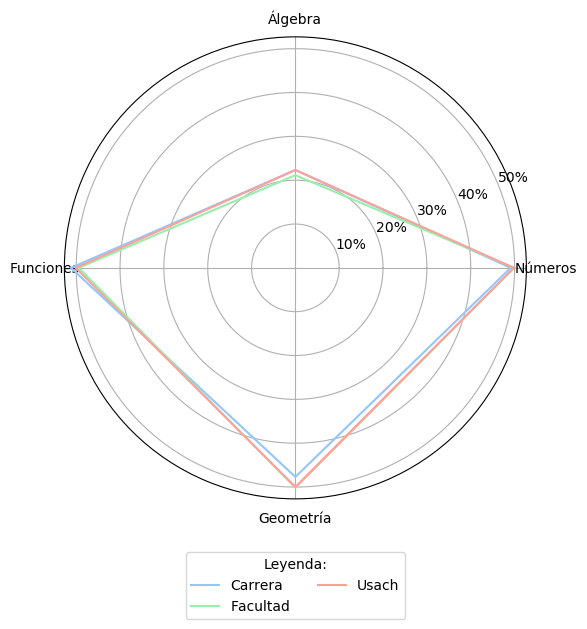 Álgebra
50%
40%
30%
20%
10%
Funciones
Números
Geometría
Leyenda:
Carrera
Usach
Facultad